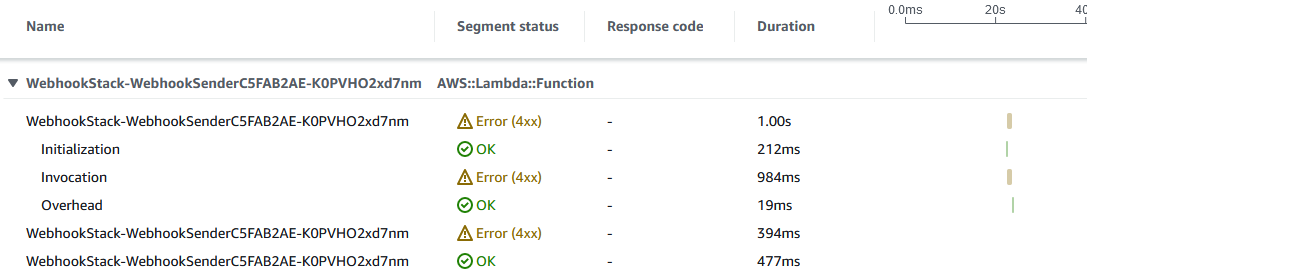 0.0ms 20s 40
Name Segment status Response code Duration
WebhookStack-WebhookSenderC5FAB2AE-K0PVHO2xd7nm AWS::Lambda::Function
WebhookStack-WebhookSenderC5FAB2AE-K0PVHO2xd7nm Error (4xx) - 1.00s
Initialization OK - 212ms
Invocation Error (4xx) - 984ms
Overhead OK - 19ms
WebhookStack-WebhookSenderC5FAB2AE-K0PVHO2xd7nm Error (4xx) - 394ms
WebhookStack-WebhookSenderC5FAB2AE-K0PVHO2xd7nm OK - 477ms